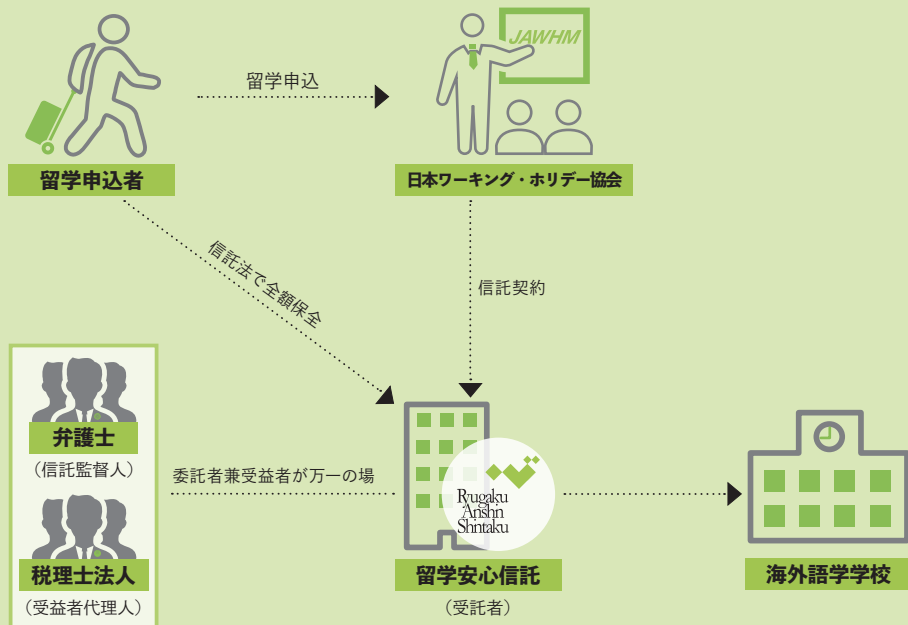 JAWHM
留学申込
留学申込者
日本ワーキング・ホリデー協会
信託法で全額保全
信託契約
弁護士
（信託監督人）
委託者兼受益者が万一の場
Ryugaku
Anshin
Shintaku
税理士法人
（受益者代理人）
留学安心信託
（受託者）
海外語学学校